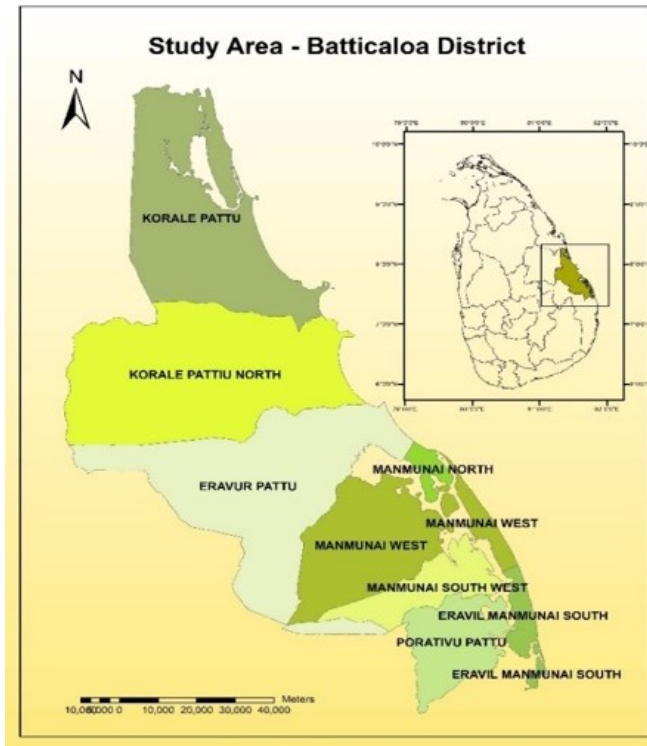 Study Area - Batticaloa District
N
KORALE PATTU
KORALE PATTIU NORTH
ERAVUR PATTU
MANMUNAI NORTH
MANMUNAI WEST
MANMUNAI WEST
MANMUNAI SOUTH WEST
ERAVIL MANMUNAI SOUTH
PORATIVU PATTU
ERAVIL MANMUNAI SOUTH
Meters
0 10,000 20,000 30,000 40,000